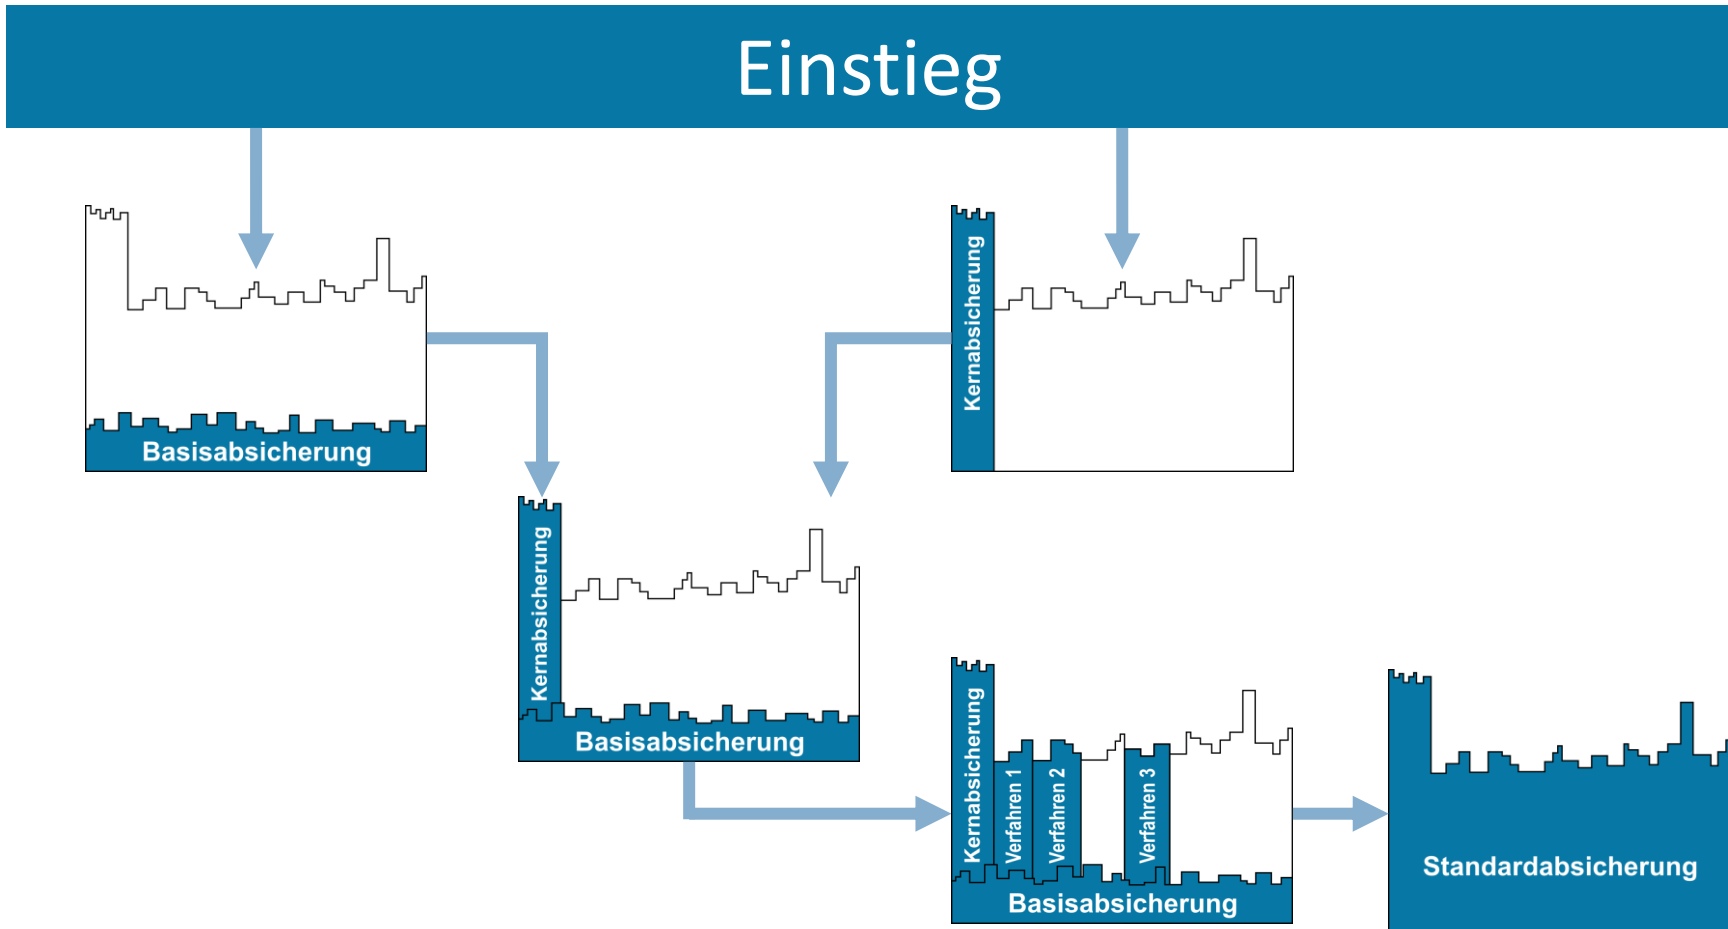 Einstieg
Basisabsicherung
Kernabsicherung
Kernabsicherung
Basisabsicherung
Kernabsicherung
Verfahren 1
Verfahren 2
Verfahren 3
Basisabsicherung
Standardabsicherung